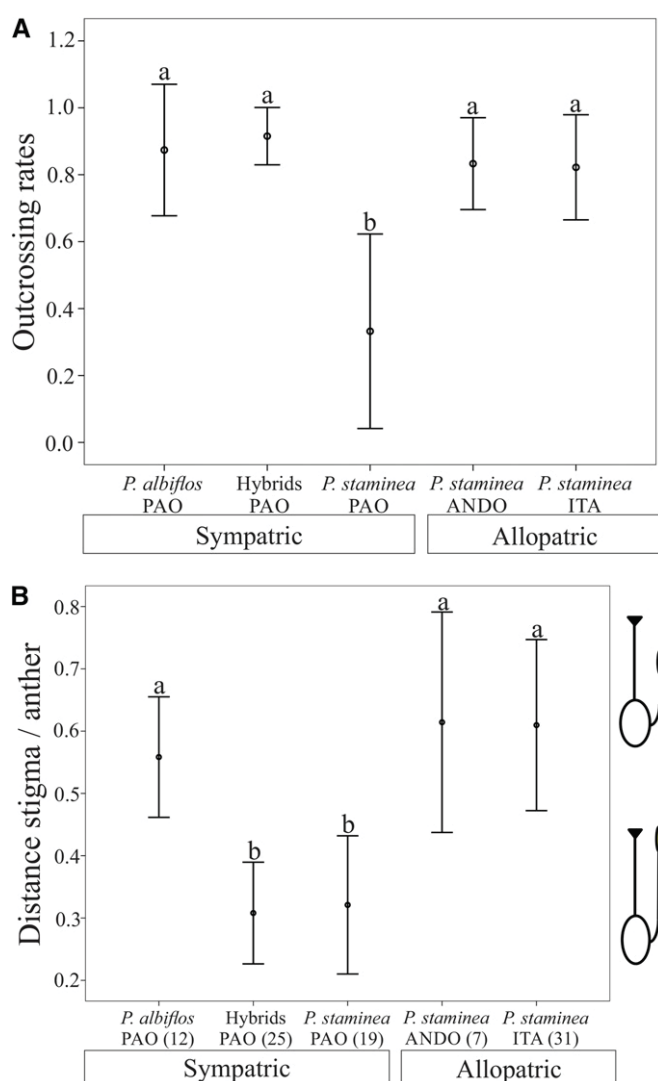 A
Outcrossing rates
1.2
1.0
0.8
0.6
0.4
0.2
0.0
a
a
b
a
a
P. albiflos PAO
Hybrids PAO
P. staminea PAO
P. staminea ANDO
P. staminea ITA
Sympatric
Allopatric
B
Distance stigma / anther
0.8
0.7
0.6
0.5
0.4
0.3
0.2
a
b
b
a
a
P. albiflos PAO (12)
Hybrids PAO (25)
P. staminea PAO (19)
P. staminea ANDO (7)
P. staminea ITA (31)
Sympatric
Allopatric